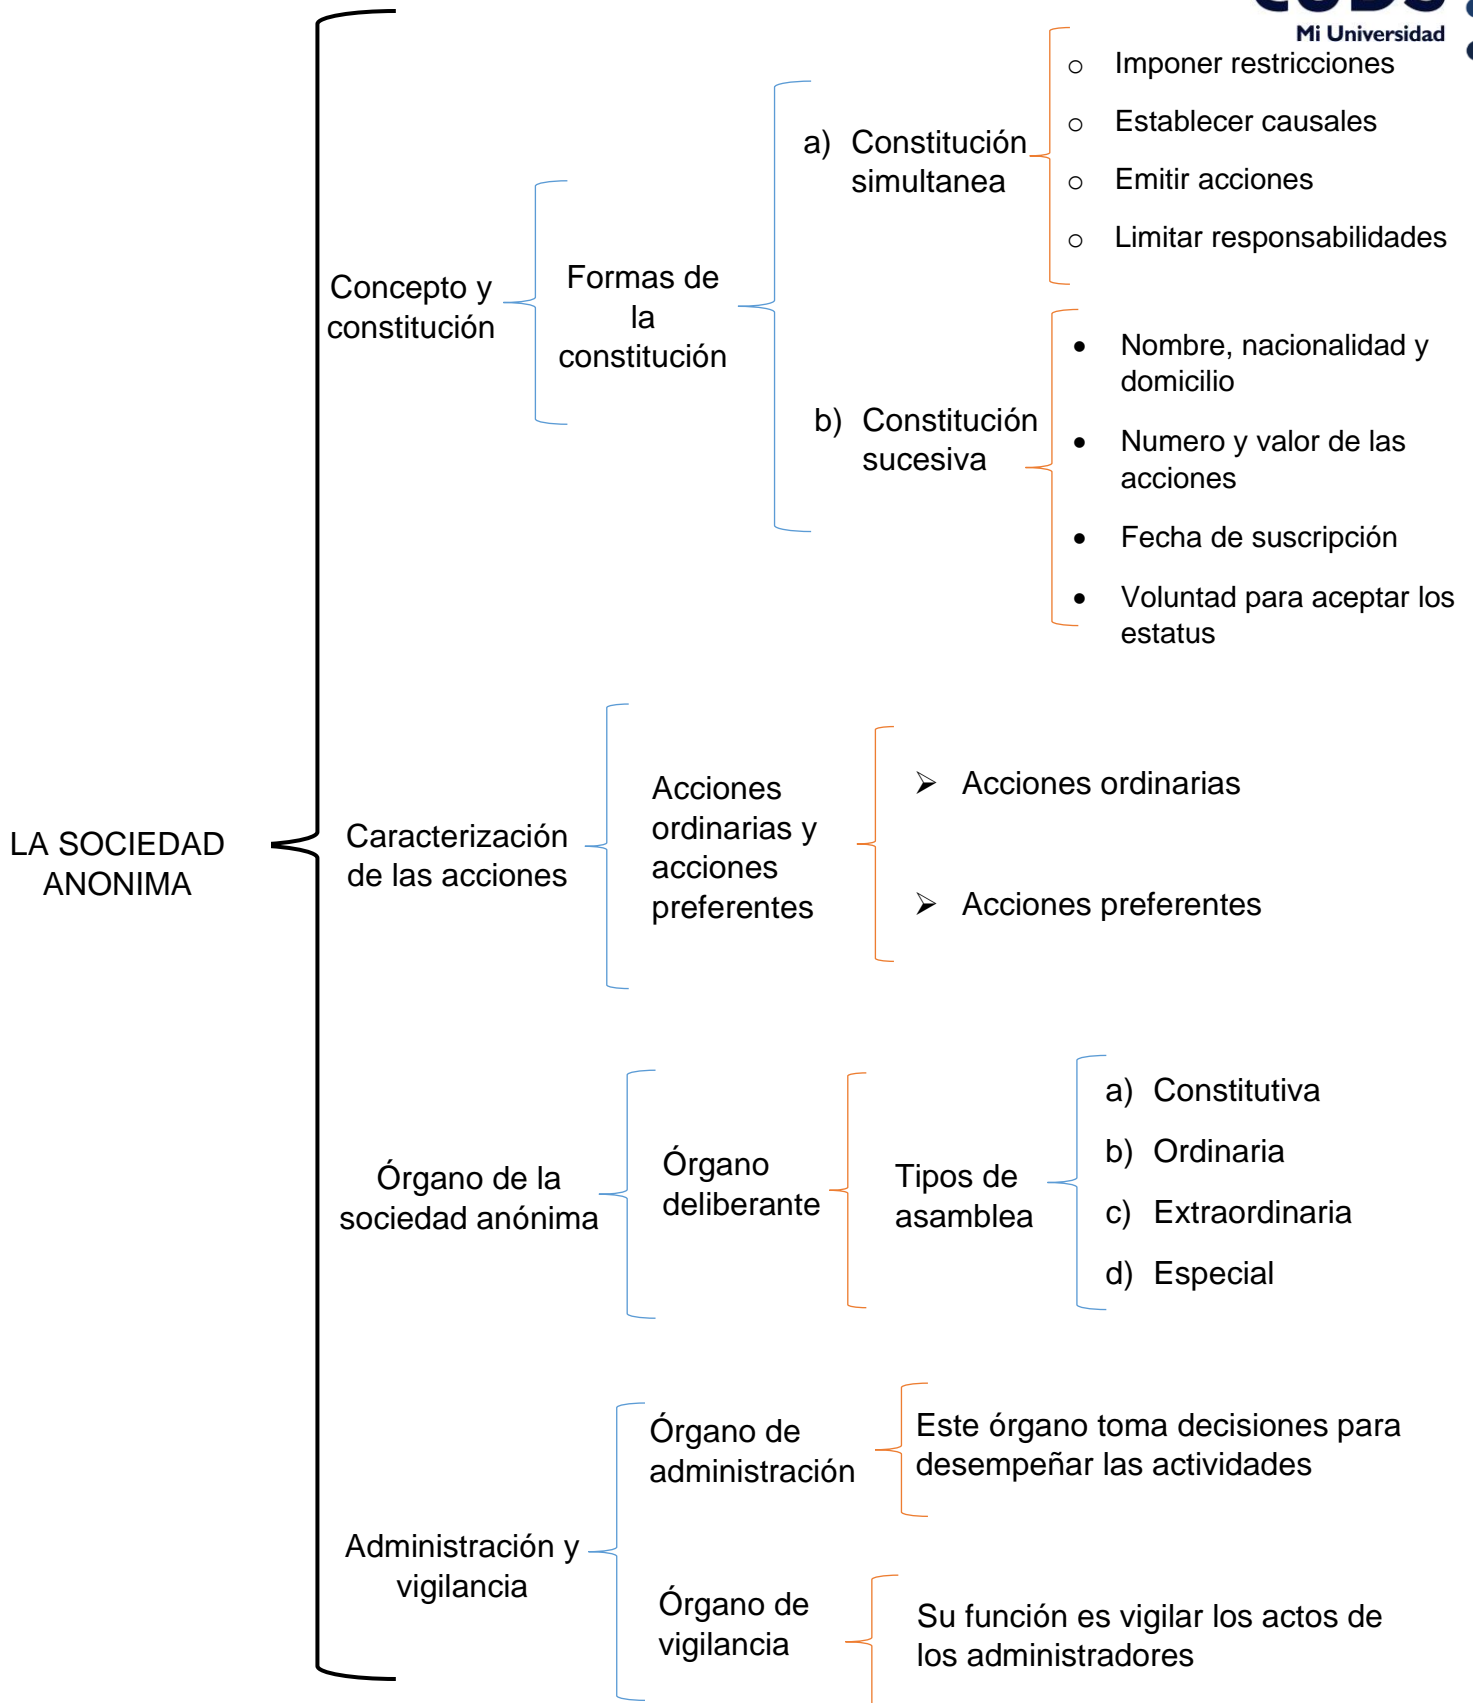 Mi Universidad
LA SOCIEDAD
ANONIMA
Concepto y
constitución
Formas de
la
constitución
a) Constitución
simultanea
o Imponer restricciones
o Establecer causales
o Emitir acciones
o Limitar responsabilidades
b) Constitución
sucesiva
• Nombre, nacionalidad y
domicilio
• Numero y valor de las
acciones
• Fecha de suscripción
• Voluntad para aceptar los
estatus
Caracterización
de las acciones
Acciones
ordinarias y
acciones
preferentes
➢ Acciones ordinarias
➢ Acciones preferentes
Órgano de la
sociedad anónima
Órgano
deliberante
Tipos de
asamblea
a) Constitutiva
b) Ordinaria
c) Extraordinaria
d) Especial
Administración y
vigilancia
Órgano de
administración
Este órgano toma decisiones para
desempeñar las actividades
Órgano de
vigilancia
Su función es vigilar los actos de
los administradores